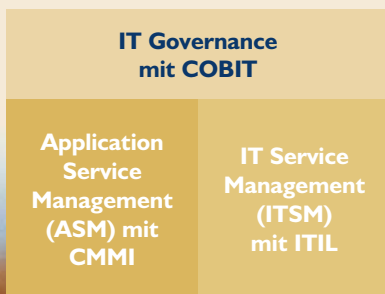 IT Governance
mit COBIT
Application
Service
Management
(ASM) mit
CMMI
IT Service
Management
(ITSM)
mit ITIL